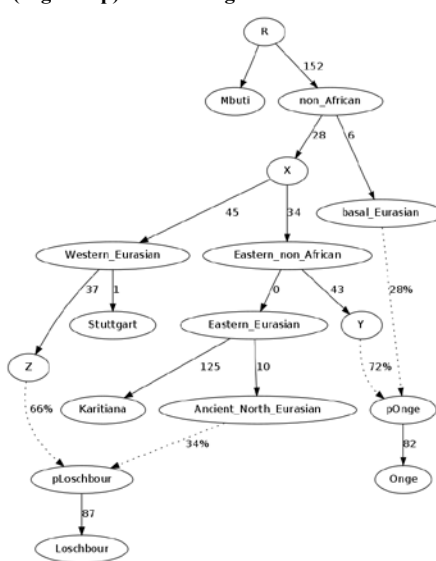 R
152
Mbuti
non_African
28
6
X
45
34
basal_Eurasian
Western_Eurasian
Eastern_non_African
37
1
0
43
28%
Stuttgart
Eastern_Eurasian
Y
Z
125
10
72%
66%
Karitiana
Ancient_North_Eurasian
pOnge
34%
82
pLoschbour
Onge
87
Loschbour